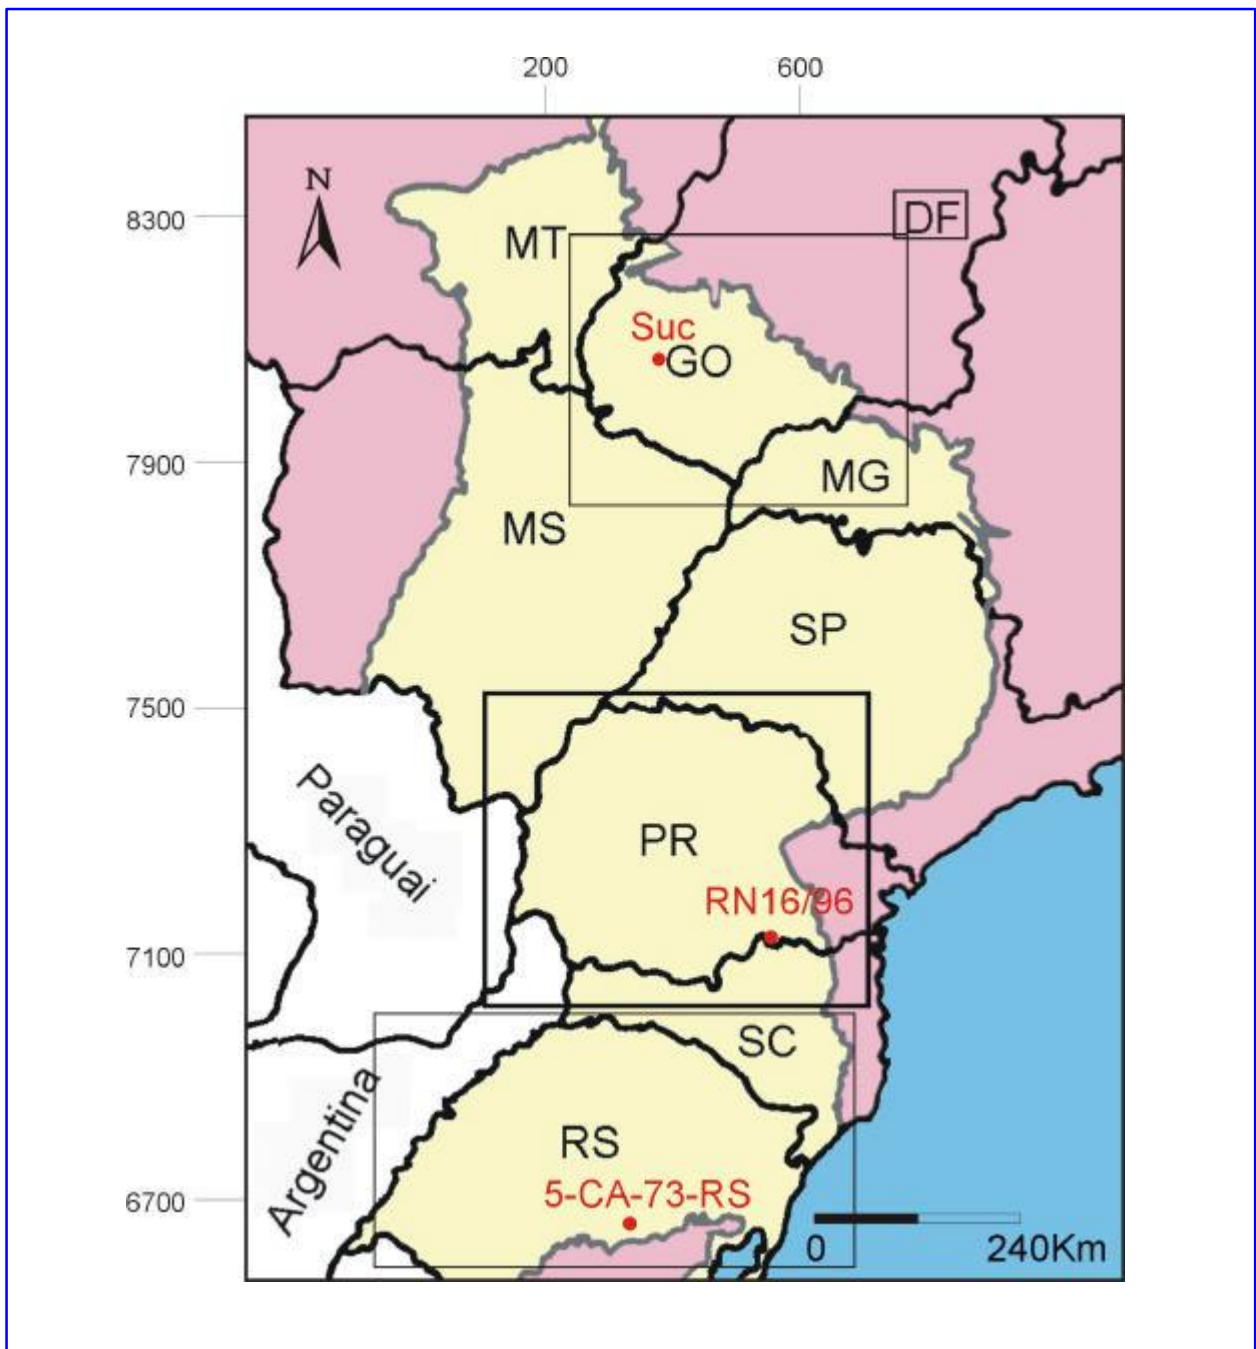 200
600
N
8300
DF
MT
Suc
GO
7900
MG
MS
SP
7500
Paraguai
PR
RN16/96
7100
SC
Argentina
RS
5-CA-73-RS
6700
0
240Km